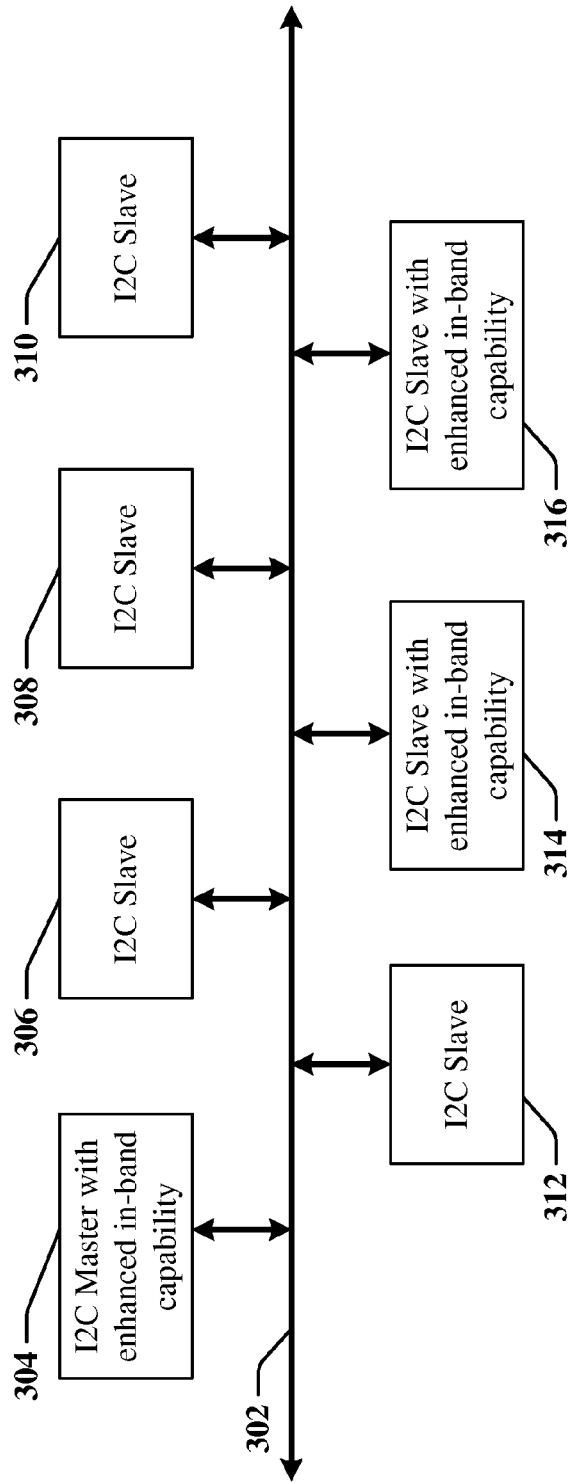 304
I2C Master with
enhanced in-band
capability
306
I2C Slave
308
I2C Slave
310
I2C Slave
302
312
I2C Slave
314
I2C Slave with
enhanced in-band
capability
316
I2C Slave with
enhanced in-band
capability